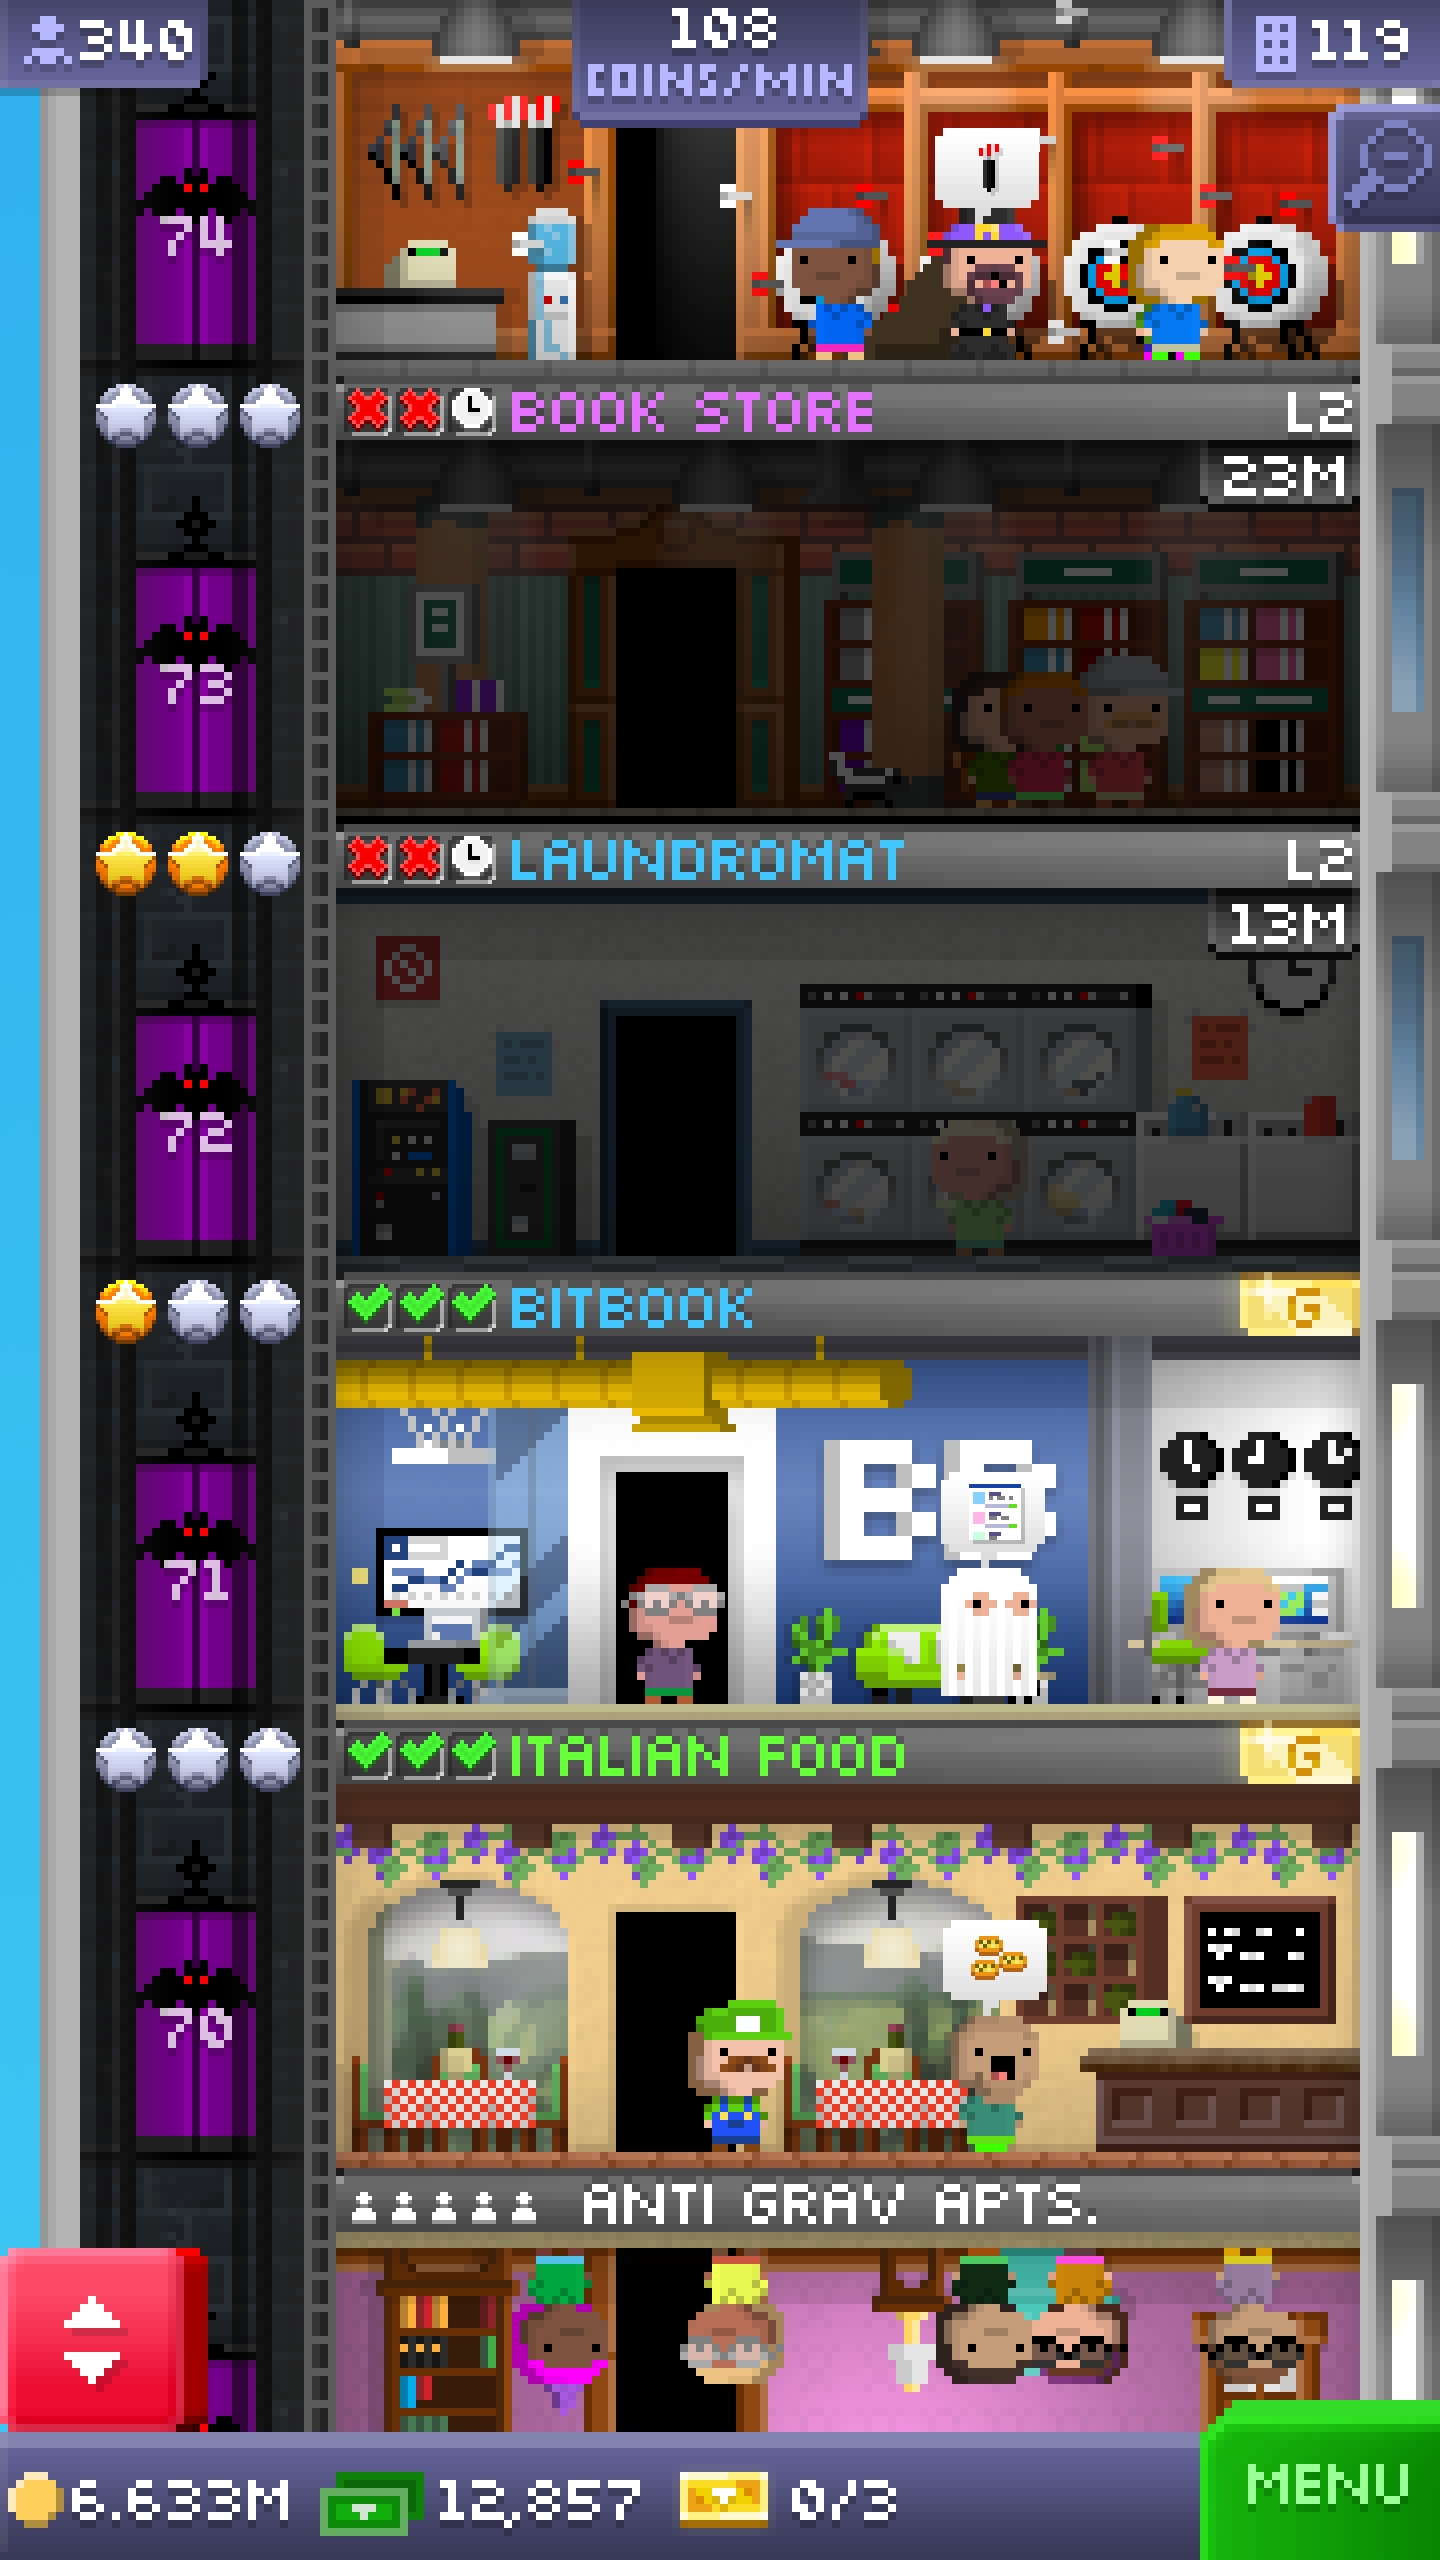 340
108
COINS/MIN
119
74
BOOK STORE L2
23M
73
LAUNDROMAT L2
13M
72
BITBOOK G
71
ITALIAN FOOD G
70
ANTI GRAV APTS.
6.633M 12,857 0/3
MENU